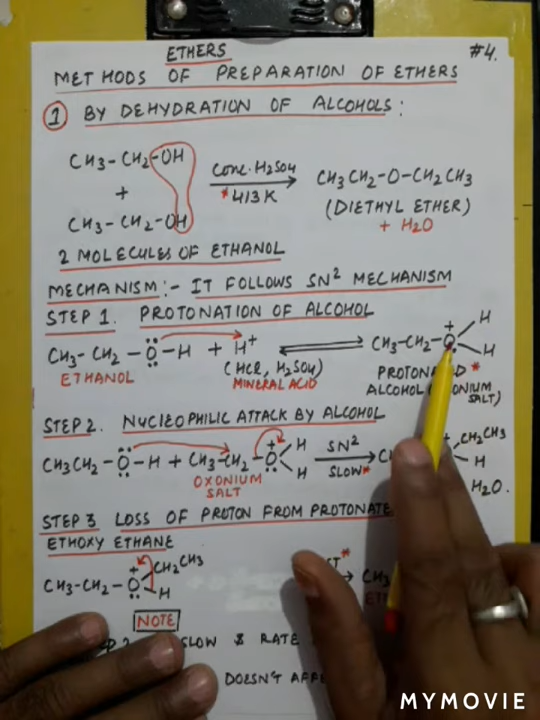 ETHERS
#4.
METHODS OF PREPARATION OF ETHERS
1 BY DEHYDRATION OF ALCOHOLS:
CH3-CH2-OH
+
CH3-CH2-OH
Conc. H2SO4
*413K
CH3CH2-O-CH2CH3
(DIETHYL ETHER)
+ H2O
2 MOLECULES OF ETHANOL
MECHANISM:- IT FOLLOWS SN2 MECHANISM
STEP 1. PROTONATION OF ALCOHOL
CH3-CH2-O-H + H+
ETHANOL
(HCl, H2SO4)
MINERAL ACID
CH3-CH2-O+
H
H
ALCOHOL
SALT)
STEP 2. NUCLEOPHILIC ATTACK BY ALCOHOL
CH3CH2-O-H + CH3-CH2-O+
H
H
OXONIUM
SALT
SN2
SLOW*
CH2CH3
H
H2O.
STEP 3 LOSS OF PROTON FROM
ETHOXY ETHANE
CH3-CH2-O+
CH2CH3
H
CH3
NOTE
SLOW & RATE
DOESN'T
MYMOVIE